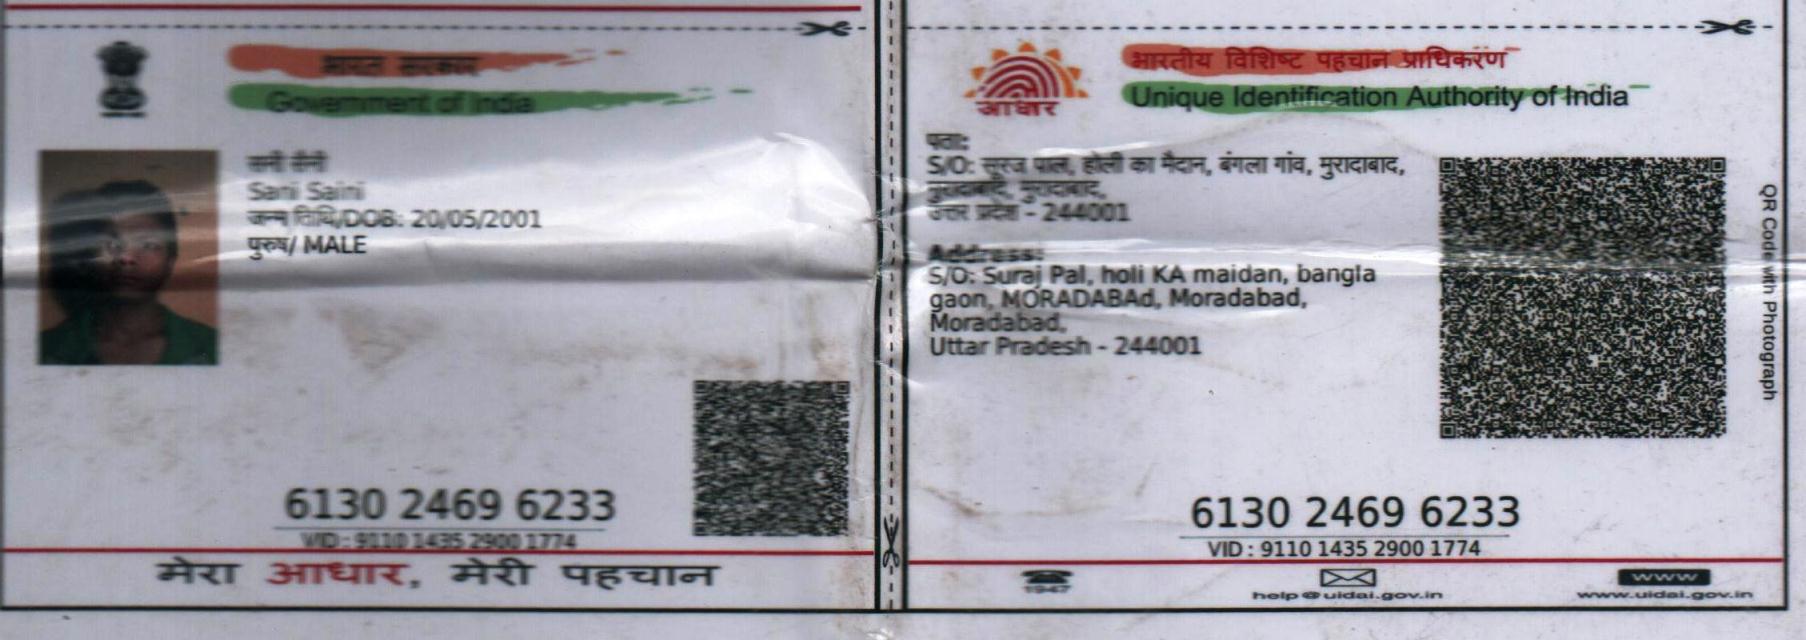 भारत सरकार
Government of India
सनी सैनी
Sani Saini
जन्म तिथि/DOB: 20/05/2001
पुरुष/ MALE
6130 2469 6233
VID : 9110 1435 2900 1774
मेरा आधार, मेरी पहचान
आधार
भारतीय विशिष्ट पहचान प्राधिकरण
Unique Identification Authority of India
पता:
S/O: सूरज पाल, होली का मैदान, बंगला गांव, मुरादाबाद,
मुरादाबाद, मुरादाबाद,
उत्तर प्रदेश - 244001
Address:
S/O: Suraj Pal, holi KA maidan, bangla
gaon, MORADABAd, Moradabad,
Moradabad,
Uttar Pradesh - 244001
QR Code with Photograph
6130 2469 6233
VID : 9110 1435 2900 1774
1947
help@uidai.gov.in
www
www.uidai.gov.in